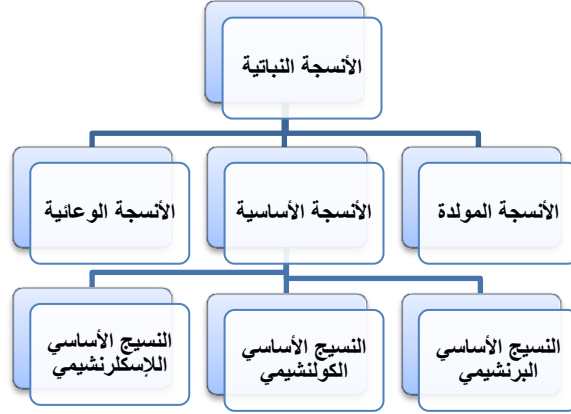 الأنسجة النباتية
الأنسجة المولدة
الأنسجة الأساسية
الأنسجة الوعائية
النسيج الأساسي
البرنشيمي
النسيج الأساسي
الكولنشيمي
النسيج الأساسي
اللإسكلرنشيمي